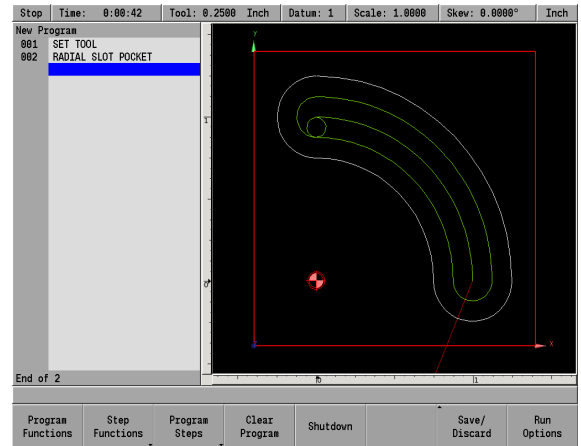 Stop Time: 0:00:42 Tool: 0.2500 Inch Datum: 1 Scale: 1.0000 Skew: 0.0000° Inch
New Program
001 SET TOOL
002 RADIAL SLOT POCKET
Y
1
0
X
End of 2
0 1
Program Functions
Step Functions
Program Steps
Clear Program
Shutdown
Save/ Discard
Run Options